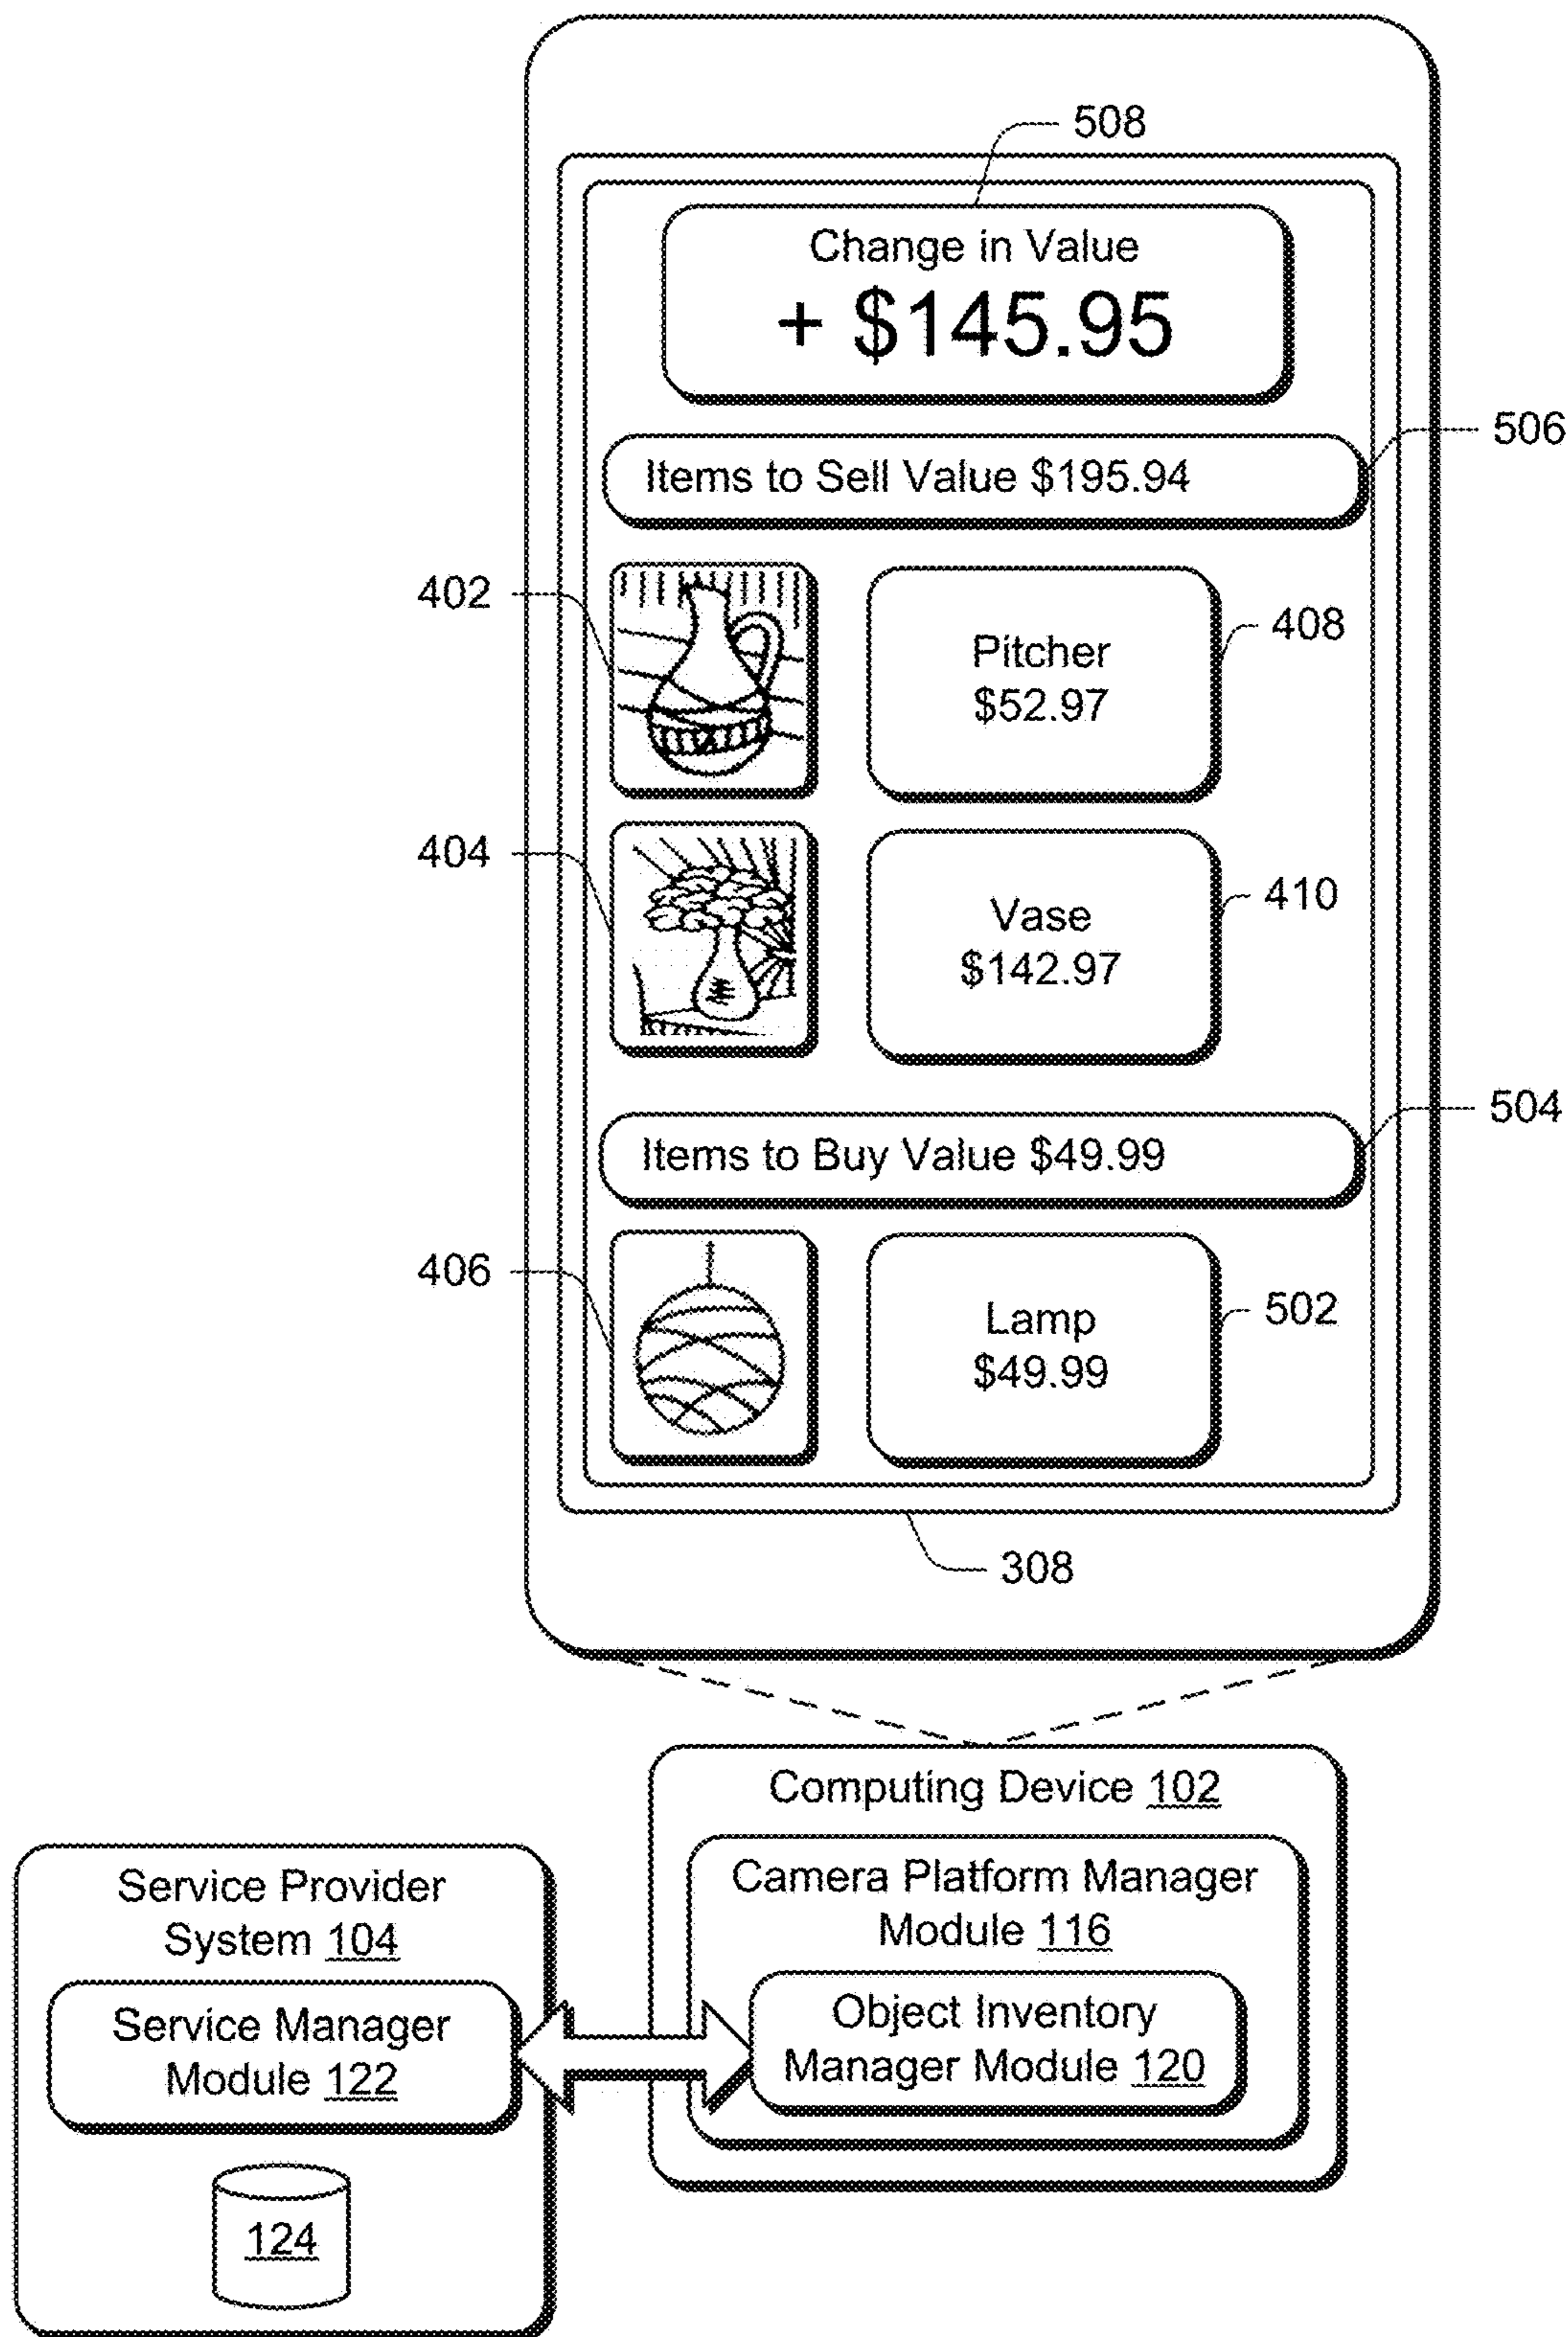 508
Change in Value
+ $145.95
506
Items to Sell Value $195.94
402
Pitcher
$52.97
408
404
Vase
$142.97
410
504
Items to Buy Value $49.99
406
Lamp
$49.99
502
308
Computing Device 102
Camera Platform Manager
Module 116
Object Inventory
Manager Module 120
Service Provider
System 104
Service Manager
Module 122
124